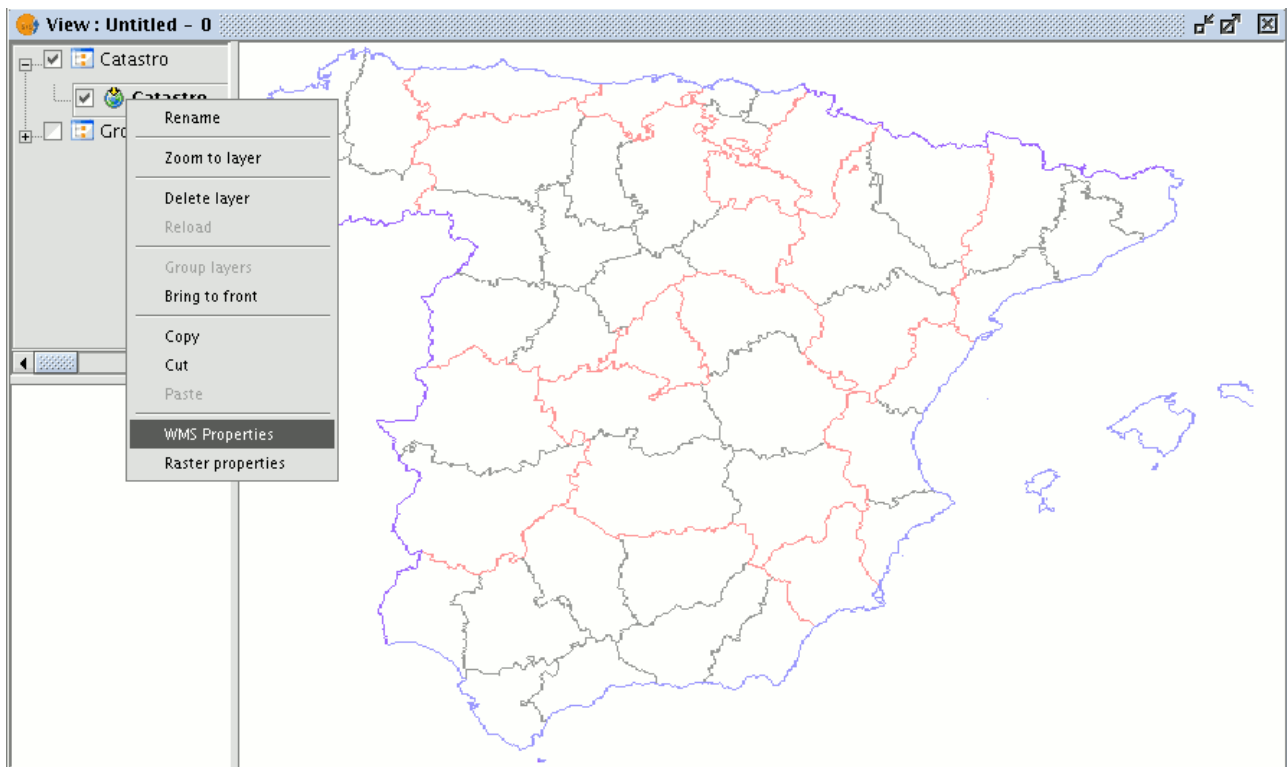 View : Untitled - 0
Catastro
Catastro
Gro
Rename
Zoom to layer
Delete layer
Reload
Group layers
Bring to front
Copy
Cut
Paste
WMS Properties
Raster properties